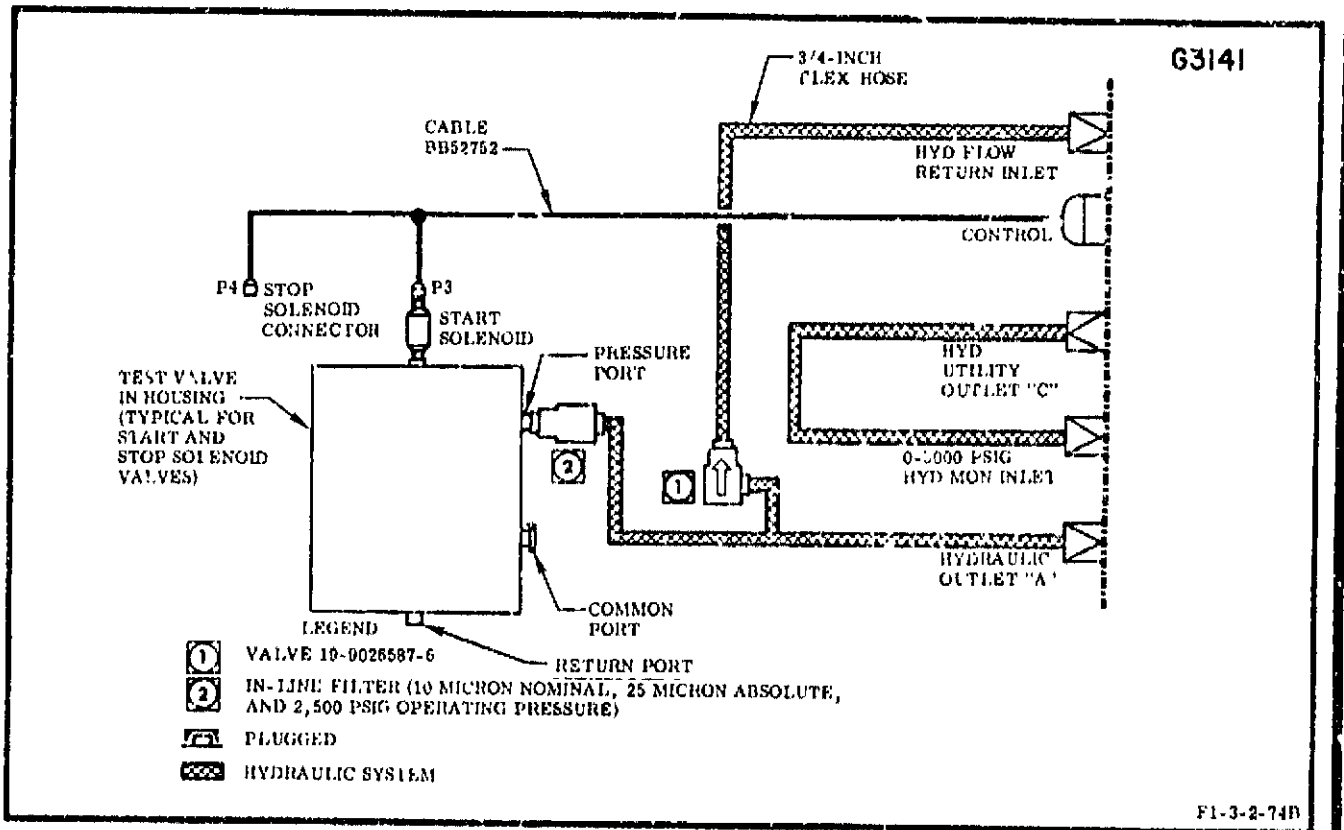 G3141
3/4-INCH
FLEX HOSE
CABLE
BB52752
HYD FLOW
RETURN INLET
CONTROL
P4
STOP
SOLENOID
CONNECTOR
P3
START
SOLENOID
PRESSURE
PORT
HYD
UTILITY
OUTLET "C"
TEST VALVE
IN HOUSING
(TYPICAL FOR
START AND
STOP SOLENOID
VALVES)
2
1
PSIG
HYD MON INLET
HYDRAULIC
OUTLET "A"
COMMON
PORT
RETURN PORT
LEGEND
1 VALVE
2 IN-LINE FILTER (10 MICRON NOMINAL, 25 MICRON ABSOLUTE,
AND 2,500 PSIG OPERATING PRESSURE)
PLUGGED
HYDRAULIC SYSTEM
F1-3-2-74B